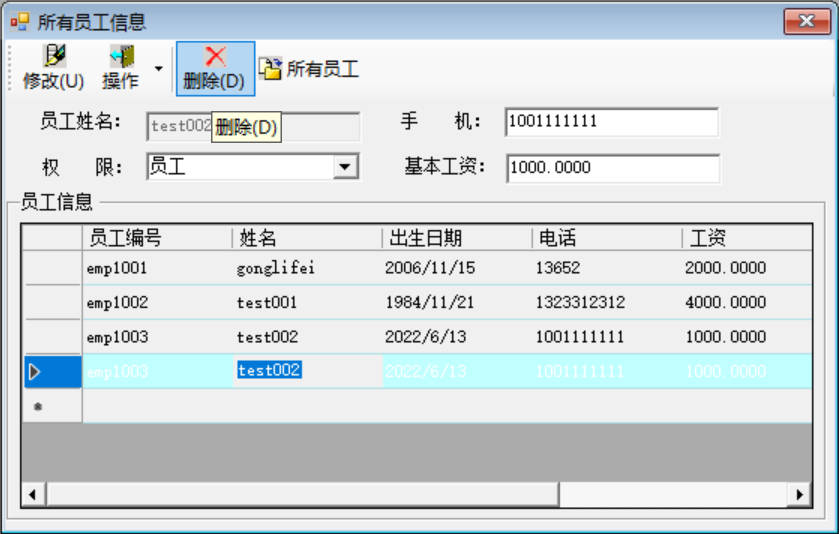 所有员工信息
修改(U) 操作 删除(D) 所有员工
员工姓名: test002 删除(D) 手 机: 1001111111
权 限: 员工 基本工资: 1000.0000
员工信息
员工编号 姓名 出生日期 电话 工资
emp1001 gonglifei 2006/11/15 13652 2000.0000
emp1002 test001 1984/11/21 1323312312 4000.0000
emp1003 test002 2022/6/13 1001111111 1000.0000
emp1003 test002 2022/6/13 1001111111 1000.0000
*